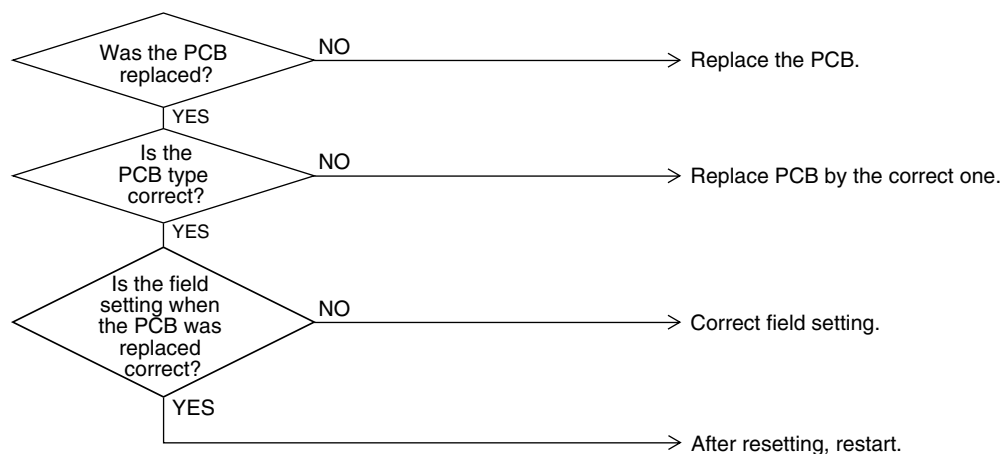 Was the PCB
replaced?
NO
Replace the PCB.
YES
Is the
PCB type
correct?
NO
Replace PCB by the correct one.
YES
Is the field
setting when
the PCB was
replaced
correct?
NO
Correct field setting.
YES
After resetting, restart.